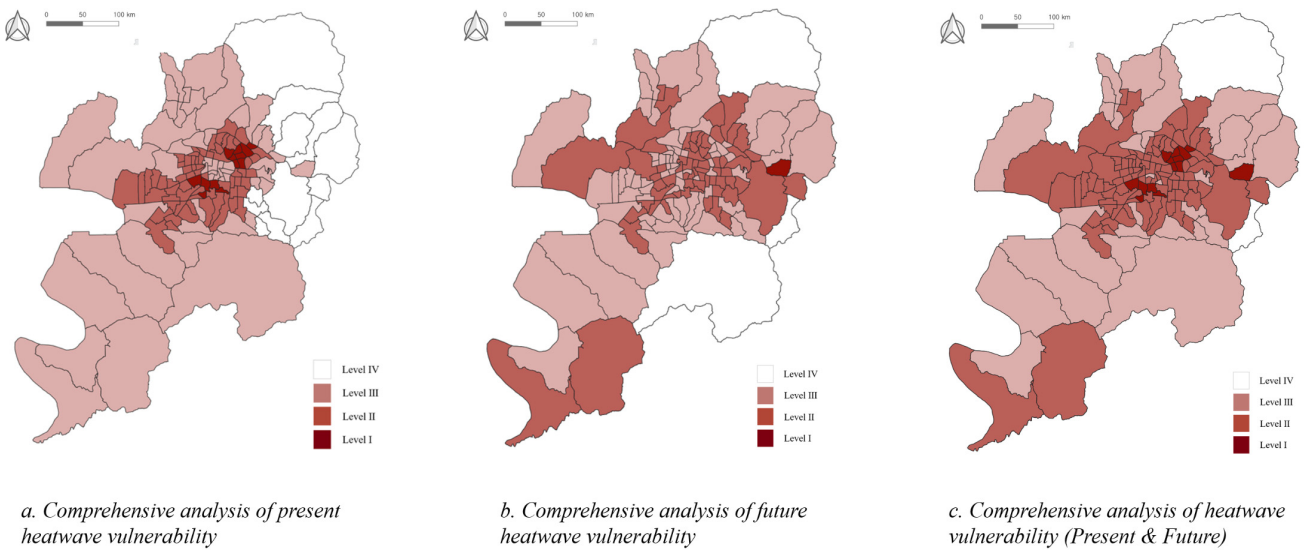 0 50 100 km
0 50 100 km
0 50 100 km
Level IV
Level III
Level II
Level I
Level IV
Level III
Level II
Level I
Level IV
Level III
Level II
Level I
a. Comprehensive analysis of present
heatwave vulnerability
b. Comprehensive analysis of future
heatwave vulnerability
c. Comprehensive analysis of heatwave
vulnerability (Present & Future)